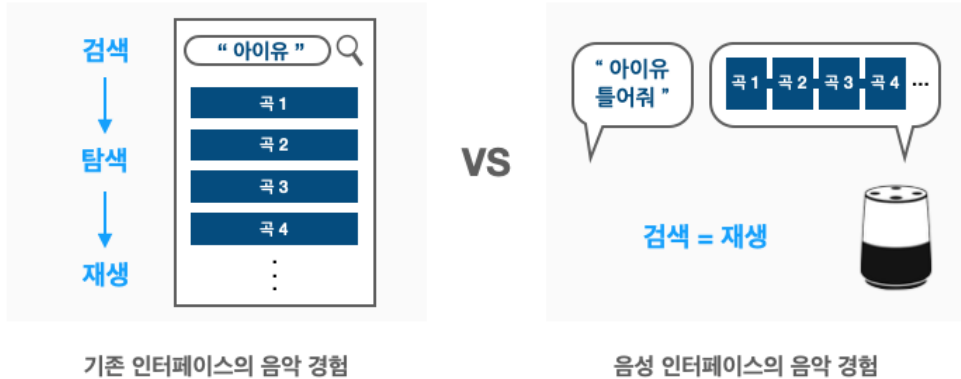 검색
탐색
재생
“ 아이유 ”
곡 1
곡 2
곡 3
곡 4
기존 인터페이스의 음악 경험
VS
“ 아이유
틀어줘 ”
곡 1 곡 2 곡 3 곡 4 ...
검색 = 재생
음성 인터페이스의 음악 경험